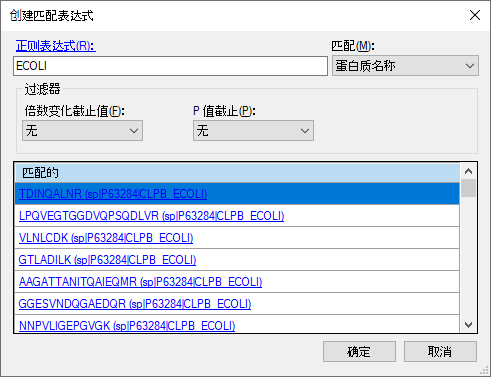 创建匹配表达式
正则表达式(R):
匹配(M):
ECOLI
蛋白质名称
过滤器
倍数变化截止值(F):
P 值截止(P):
无
无
匹配的
TDINQALNR (sp|P63284|CLPB_ECOLI)
LPQVEGTGGDVQPSQDLVR (sp|P63284|CLPB_ECOLI)
VLNLCDK (sp|P63284|CLPB_ECOLI)
GTLADILK (sp|P63284|CLPB_ECOLI)
AAGATTANITQAIEQMR (sp|P63284|CLPB_ECOLI)
GGESVNDQGAEDQR (sp|P63284|CLPB_ECOLI)
NNPVLIGEPGVGK (sp|P63284|CLPB_ECOLI)
确定
取消